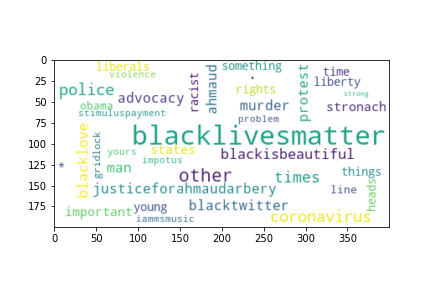 0
25
50
75
100
125
150
175
0 50 100 150 200 250 300 350
liberals
something
violence
time
police
racist
ahmaud
rights
protest
liberty
strong
obama
advocacy
murder
stronach
stimuluspayment
problem
blacklivesmatter
blacklove
gridlock
yours
states
blackisbeautiful
impotus
*
man
other
times
things
justiceforahmaudarbery
line
heads
important
young
blacktwitter
coronavirus
iammsmusic